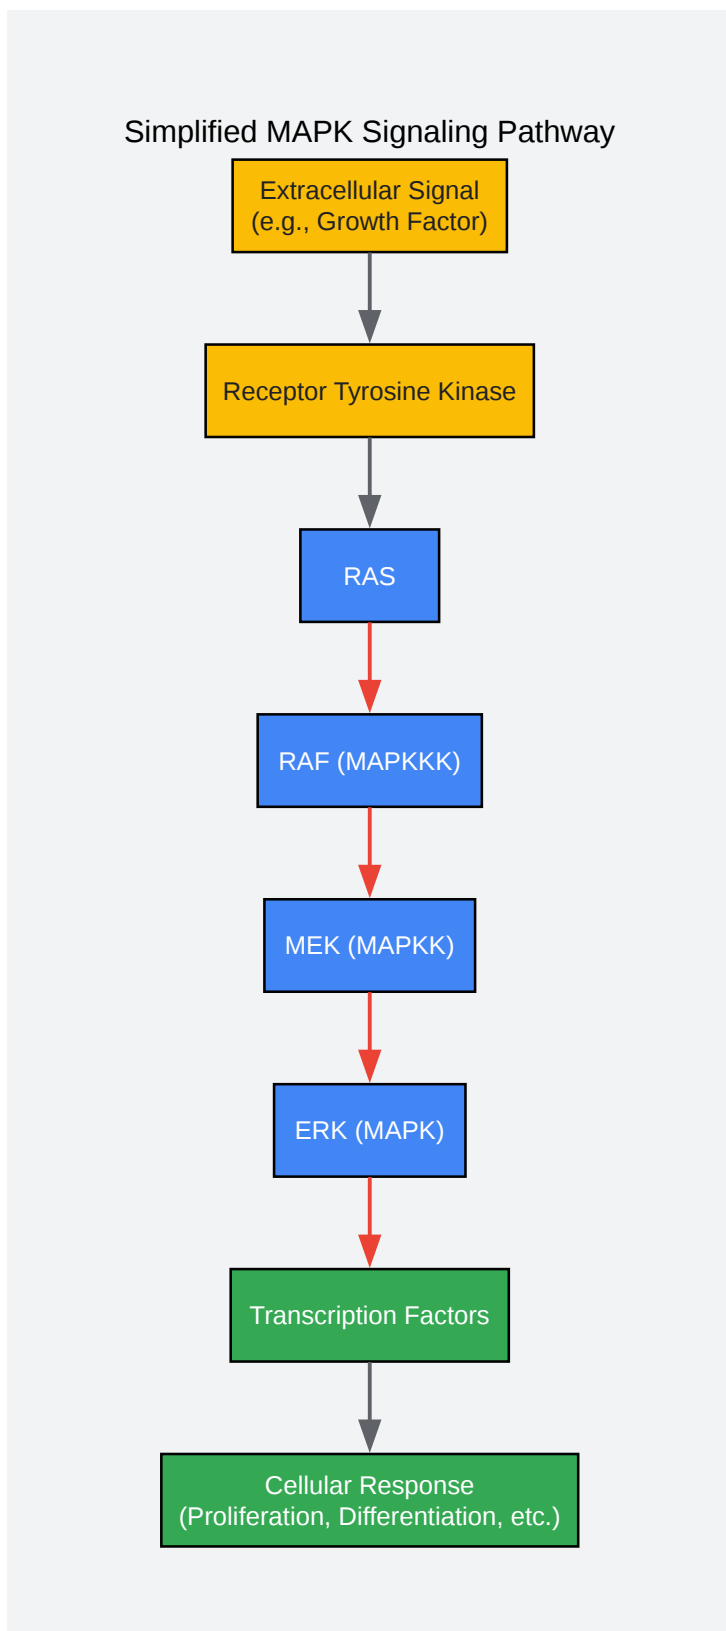 Simplified MAPK Signaling Pathway
Extracellular Signal
(e.g., Growth Factor)
Receptor Tyrosine Kinase
RAS
RAF (MAPKKK)
MEK (MAPKK)
ERK (MAPK)
Transcription Factors
Cellular Response
(Proliferation, Differentiation, etc.)